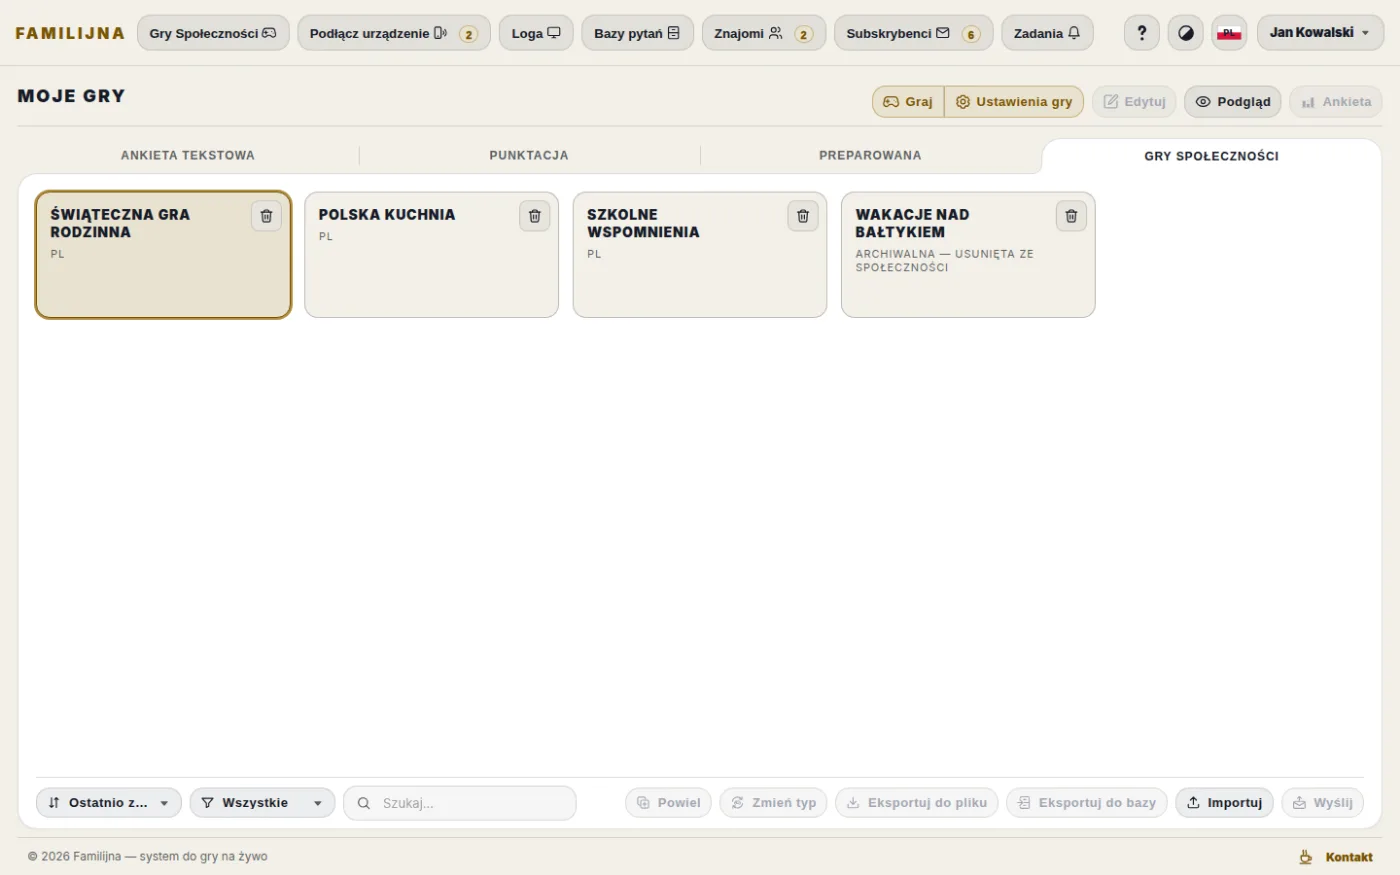 FAMILIJNA
Gry Społeczności
Podłącz urządzenie 2
Loga
Bazy pytań
Znajomi 2
Subskrybenci 6
Zadania
?
PL
Jan Kowalski
MOJE GRY
Graj
Ustawienia gry
Edytuj
Podgląd
Ankieta
ANKIETA TEKSTOWA
PUNKTACJA
PREPAROWANA
GRY SPOŁECZNOŚCI
ŚWIĄTECZNA GRA
RODZINNA
PL
POLSKA KUCHNIA
PL
SZKOLNE
WSPOMNIENIA
PL
WAKACJE NAD
BAŁTYKIEM
ARCHIWALNA — USUNIĘTA ZE
SPOŁECZNOŚCI
Ostatnio z...
Wszystkie
Szukaj...
Powiel
Zmień typ
Eksportuj do pliku
Eksportuj do bazy
Importuj
Wyślij
© 2026 Familijna — system do gry na żywo
Kontakt